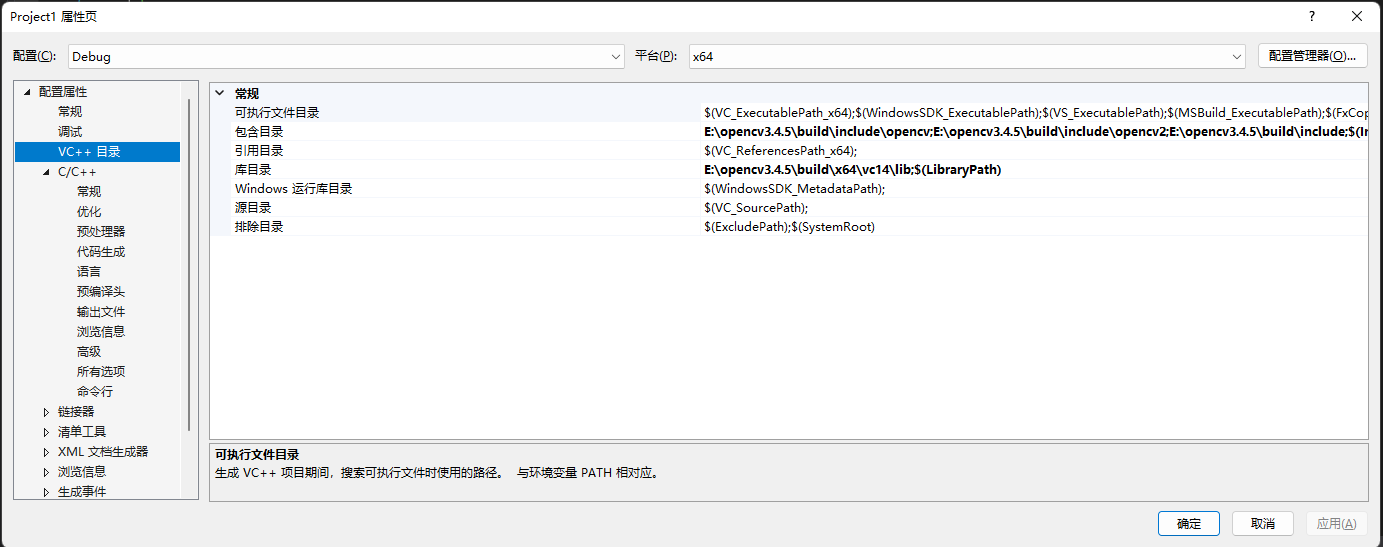 Project1 属性页
配置(C): Debug 平台(P): x64 配置管理器(O)...
配置属性
常规
调试
VC++ 目录
C/C++
常规
优化
预处理器
代码生成
语言
预编译头
输出文件
浏览信息
高级
所有选项
命令行
链接器
清单工具
XML 文档生成器
浏览信息
生成事件
常规
可执行文件目录 $(VC_ExecutablePath_x64);$(WindowsSDK_ExecutablePath);$(VS_ExecutablePath);$(MSBuild_ExecutablePath);$(FxCop
包含目录 E:\opencv3.4.5\build\include\opencv;E:\opencv3.4.5\build\include\opencv2;E:\opencv3.4.5\build\include;$(In
引用目录 $(VC_ReferencesPath_x64);
库目录 E:\opencv3.4.5\build\x64\vc14\lib;$(LibraryPath)
Windows 运行库目录 $(WindowsSDK_MetadataPath);
源目录 $(VC_SourcePath);
排除目录 $(ExcludePath);$(SystemRoot)
可执行文件目录
生成 VC++ 项目期间，搜索可执行文件时使用的路径。 与环境变量 PATH 相对应。
确定 取消 应用(A)